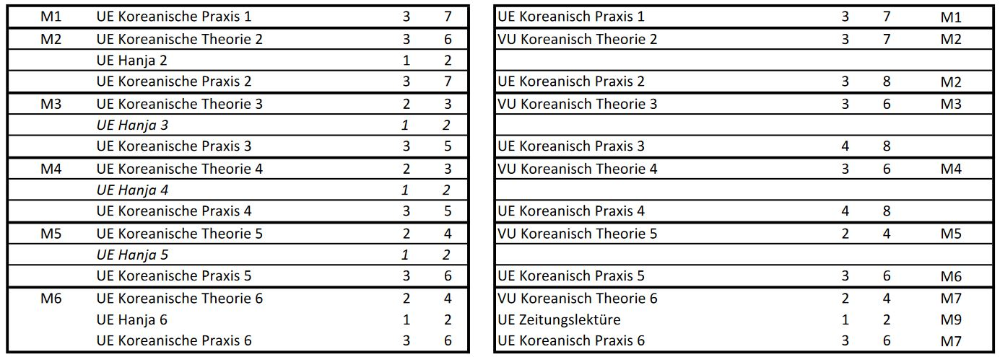 M1 UE Koreanische Praxis 1 3 7 UE Koreanisch Praxis 1 3 7 M1
M2 UE Koreanische Theorie 2 3 6 VU Koreanisch Theorie 2 3 7 M2
UE Hanja 2 1 2
UE Koreanische Praxis 2 3 7 UE Koreanisch Praxis 2 3 8 M2
M3 UE Koreanische Theorie 3 2 3 VU Koreanisch Theorie 3 3 6 M3
UE Hanja 3 1 2
UE Koreanische Praxis 3 3 5 UE Koreanisch Praxis 3 4 8
M4 UE Koreanische Theorie 4 2 3 VU Koreanisch Theorie 4 3 6 M4
UE Hanja 4 1 2
UE Koreanische Praxis 4 3 5 UE Koreanisch Praxis 4 4 8
M5 UE Koreanische Theorie 5 2 4 VU Koreanisch Theorie 5 2 4 M5
UE Hanja 5 1 2
UE Koreanische Praxis 5 3 6 UE Koreanisch Praxis 5 3 6 M6
M6 UE Koreanische Theorie 6 2 4 VU Koreanisch Theorie 6 2 4 M7
UE Hanja 6 1 2 UE Zeitungslektüre 1 2 M9
UE Koreanische Praxis 6 3 6 UE Koreanisch Praxis 6 3 6 M7